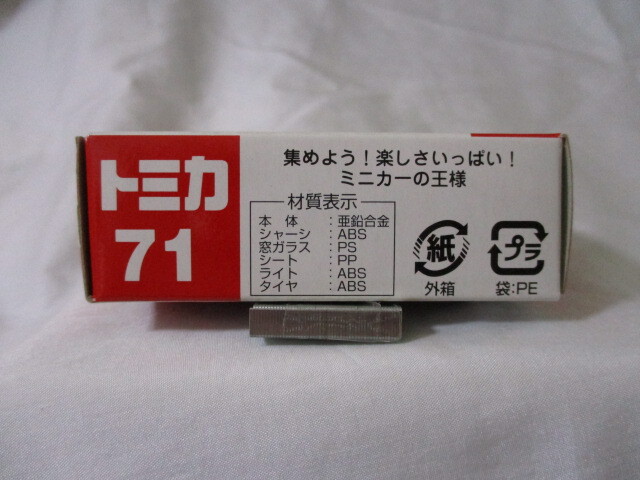 トミカ
71
集めよう!楽しさいっぱい!
ミニカーの王様
材質表示
本体:亜鉛合金
シャーシ:ABS
窓ガラス:PS
シート:PP
ライト:ABS
タイヤ:ABS
紙
外箱
プラ
袋:PE